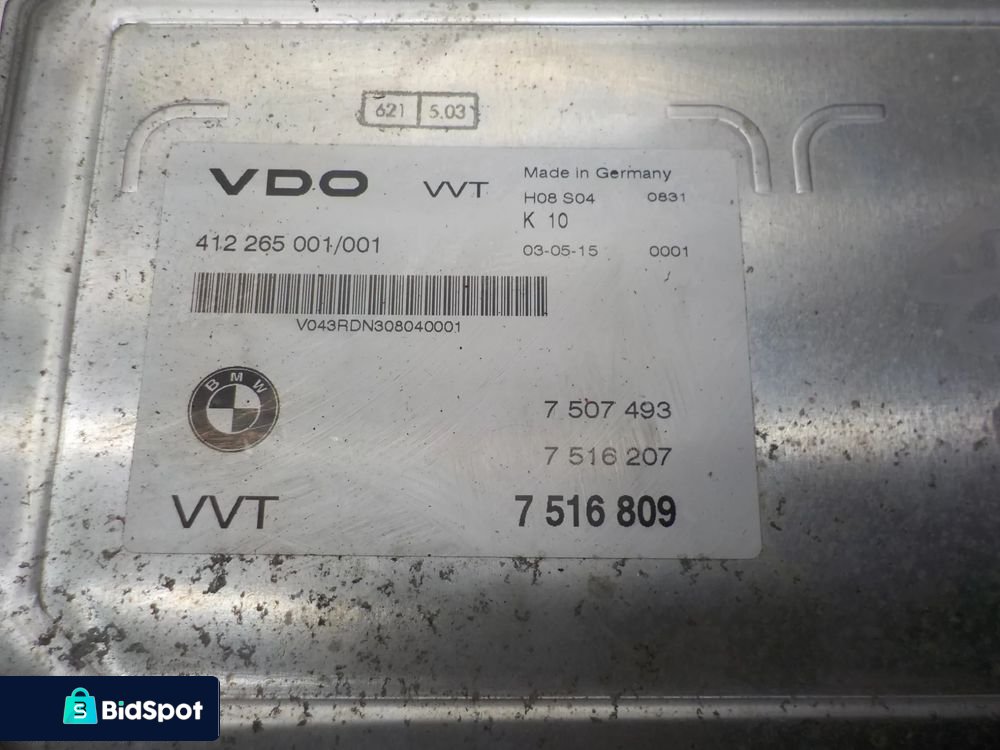 621 5.03
VDO VVT Made in Germany
H08 S04 0831
K 10
412 265 001/001 03-05-15 0001
V043RDN308040001
BMW
7 507 493
7 516 207
VVT 7 516 809
BidSpot